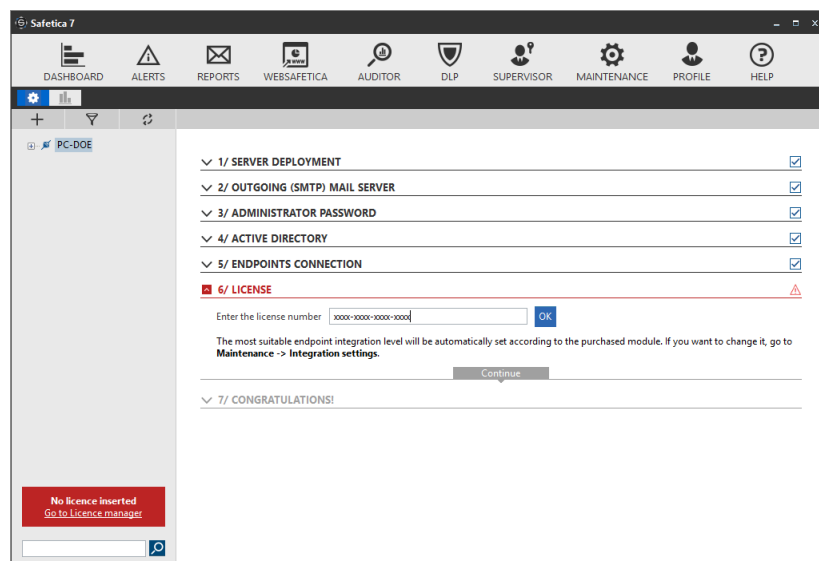 Safetica 7
DASHBOARD ALERTS REPORTS WEBSAFETICA AUDITOR DLP SUPERVISOR MAINTENANCE PROFILE HELP
PC-DOE
1/ SERVER DEPLOYMENT
2/ OUTGOING (SMTP) MAIL SERVER
3/ ADMINISTRATOR PASSWORD
4/ ACTIVE DIRECTORY
5/ ENDPOINTS CONNECTION
6/ LICENSE
Enter the license number xxxx-xxxx-xxxx-xxxx OK
The most suitable endpoint integration level will be automatically set according to the purchased module. If you want to change it, go to
Maintenance -> Integration settings.
Continue
7/ CONGRATULATIONS!
No licence inserted
Go to Licence manager